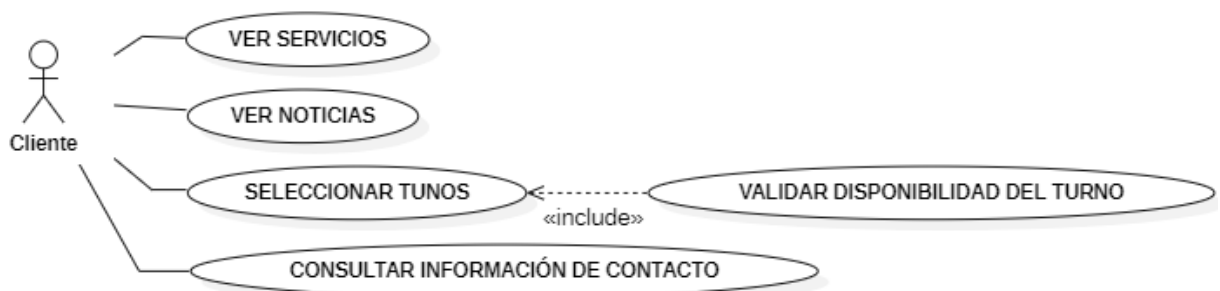 VER SERVICIOS
VER NOTICIAS
Cliente
SELECCIONAR TUNOS
VALIDAR DISPONIBILIDAD DEL TURNO
«include»
CONSULTAR INFORMACIÓN DE CONTACTO